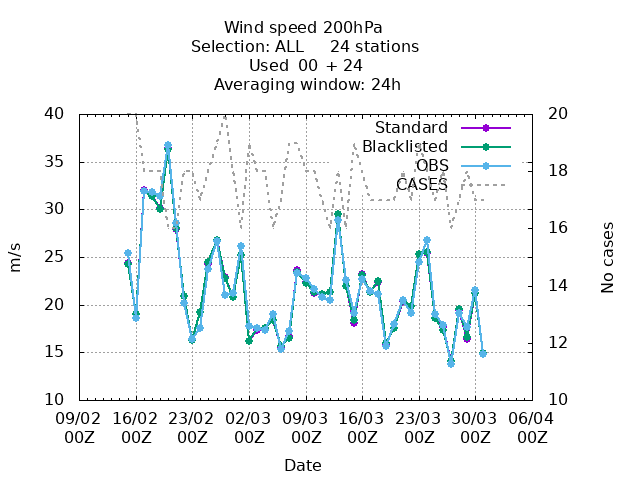 Wind speed 200hPa
Selection: ALL 24 stations
Used 00 + 24
Averaging window: 24h
40 20
Standard
Blacklisted
OBS
CASES
35 18
30 16
25 14
20
15 12
10 10
m/s
No cases
09/02 16/02 23/02 02/03 09/03 16/03 23/03 30/03 06/04
00Z 00Z 00Z 00Z 00Z 00Z 00Z 00Z 00Z
Date